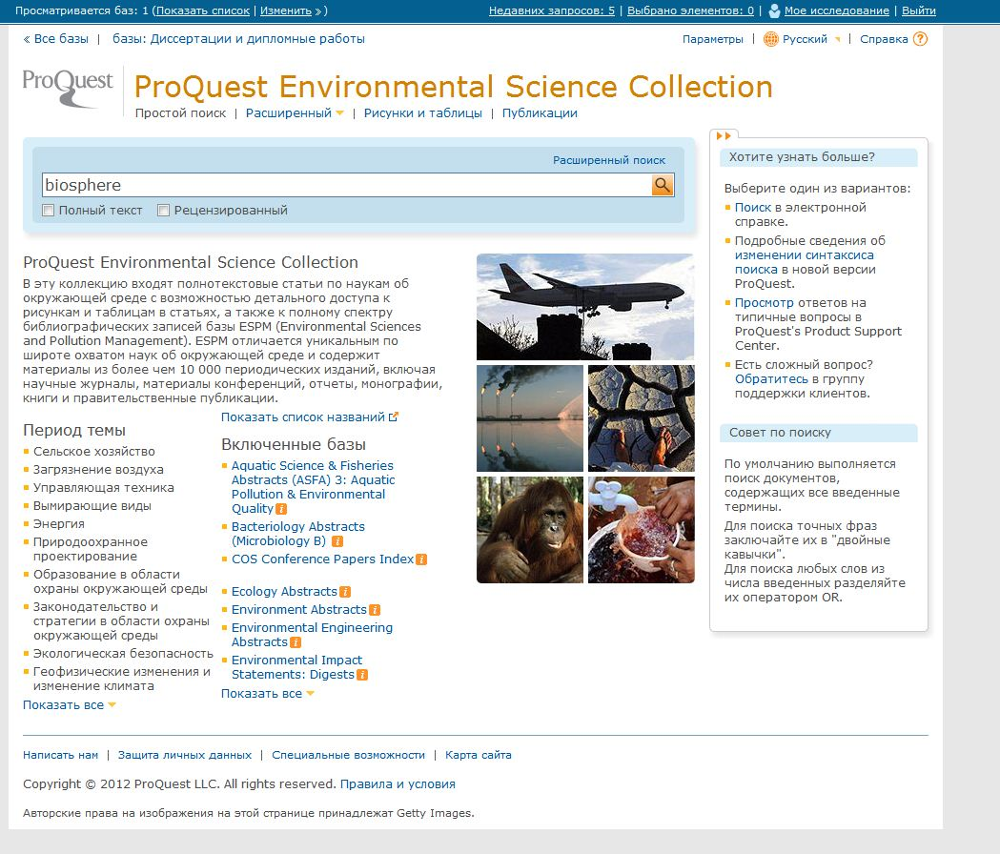 Просматривается баз: 1 (Показать список | Изменить »)
Недавних запросов: 5 | Выбрано элементов: 0 | Мое исследование | Выйти
« Все базы | базы: Диссертации и дипломные работы
Параметры | Русский | Справка ?
ProQuest
ProQuest Environmental Science Collection
Простой поиск | Расширенный | Рисунки и таблицы | Публикации
Расширенный поиск
biosphere
Полный текст Рецензированный
ProQuest Environmental Science Collection
В эту коллекцию входят полнотекстовые статьи по наукам об
окружающей среде с возможностью детального доступа к
рисункам и таблицам в статьях, а также к полному спектру
библиографических записей базы ESPM (Environmental Sciences
and Pollution Management). ESPM отличается уникальным по
широте охватом наук об окружающей среде и содержит
материалы из более чем 10 000 периодических изданий, включая
научные журналы, материалы конференций, отчеты, монографии,
книги и правительственные публикации.
Период темы
Сельское хозяйство
Загрязнение воздуха
Управляющая техника
Вымирающие виды
Энергия
Природоохранное
проектирование
Образование в области
охраны окружающей среды
Законодательство и
стратегии в области охраны
окружающей среды
Экологическая безопасность
Геофизические изменения и
изменение климата
Показать все
Показать список названий
Включенные базы
Aquatic Science & Fisheries
Abstracts (ASFA) 3: Aquatic
Pollution & Environmental
Quality i
Bacteriology Abstracts
(Microbiology B) i
COS Conference Papers Index i
Ecology Abstracts i
Environment Abstracts i
Environmental Engineering
Abstracts i
Environmental Impact
Statements: Digests i
Показать все
Хотите узнать больше?
Выберите один из вариантов:
Поиск в электронной
справке.
Подробные сведения об
изменении синтаксиса
поиска в новой версии
ProQuest.
Просмотр ответов на
типичные вопросы в
ProQuest's Product Support
Center.
Есть сложный вопрос?
Обратитесь в группу
поддержки клиентов.
Совет по поиску
По умолчанию выполняется
поиск документов,
содержащих все введенные
термины.
Для поиска точных фраз
заключайте их в "двойные
кавычки".
Для поиска любых слов из
числа введенных разделяйте
их оператором OR.
Написать нам | Защита личных данных | Специальные возможности | Карта сайта
Copyright © 2012 ProQuest LLC. All rights reserved. Правила и условия
Авторские права на изображения на этой странице принадлежат Getty Images.